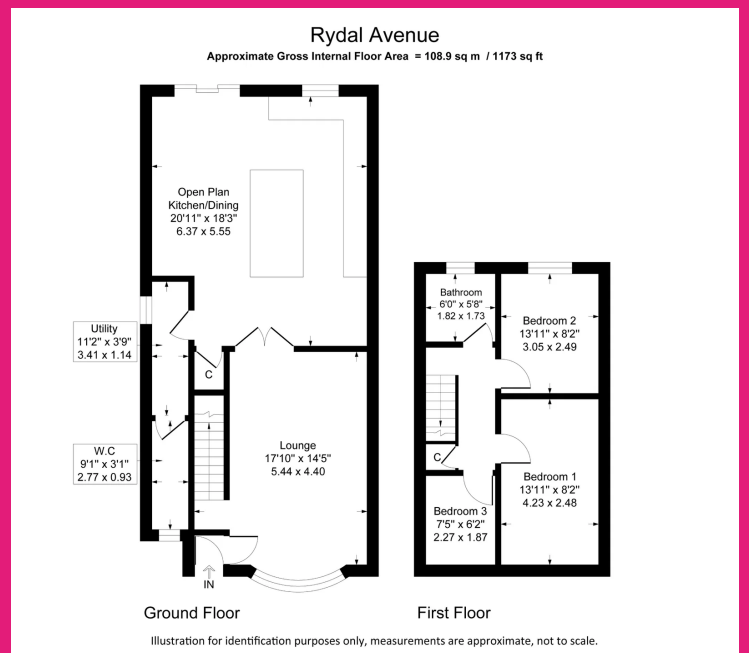 Rydal Avenue
Approximate Gross Internal Floor Area = 108.9 sq m / 1173 sq ft
Open Plan
Kitchen/Dining
20'11" x 18'3"
6.37 x 5.55
Utility
11'2" x 3'9"
3.41 x 1.14
C
W.C
9'1" x 3'1"
2.77 x 0.93
Lounge
17'10" x 14'5"
5.44 x 4.40
IN
Bathroom
6'0" x 5'8"
1.82 x 1.73
Bedroom 2
13'11" x 8'2"
3.05 x 2.49
C
Bedroom 1
13'11" x 8'2"
4.23 x 2.48
Bedroom 3
7'5" x 6'2"
2.27 x 1.87
Ground Floor
First Floor
Illustration for identification purposes only, measurements are approximate, not to scale.